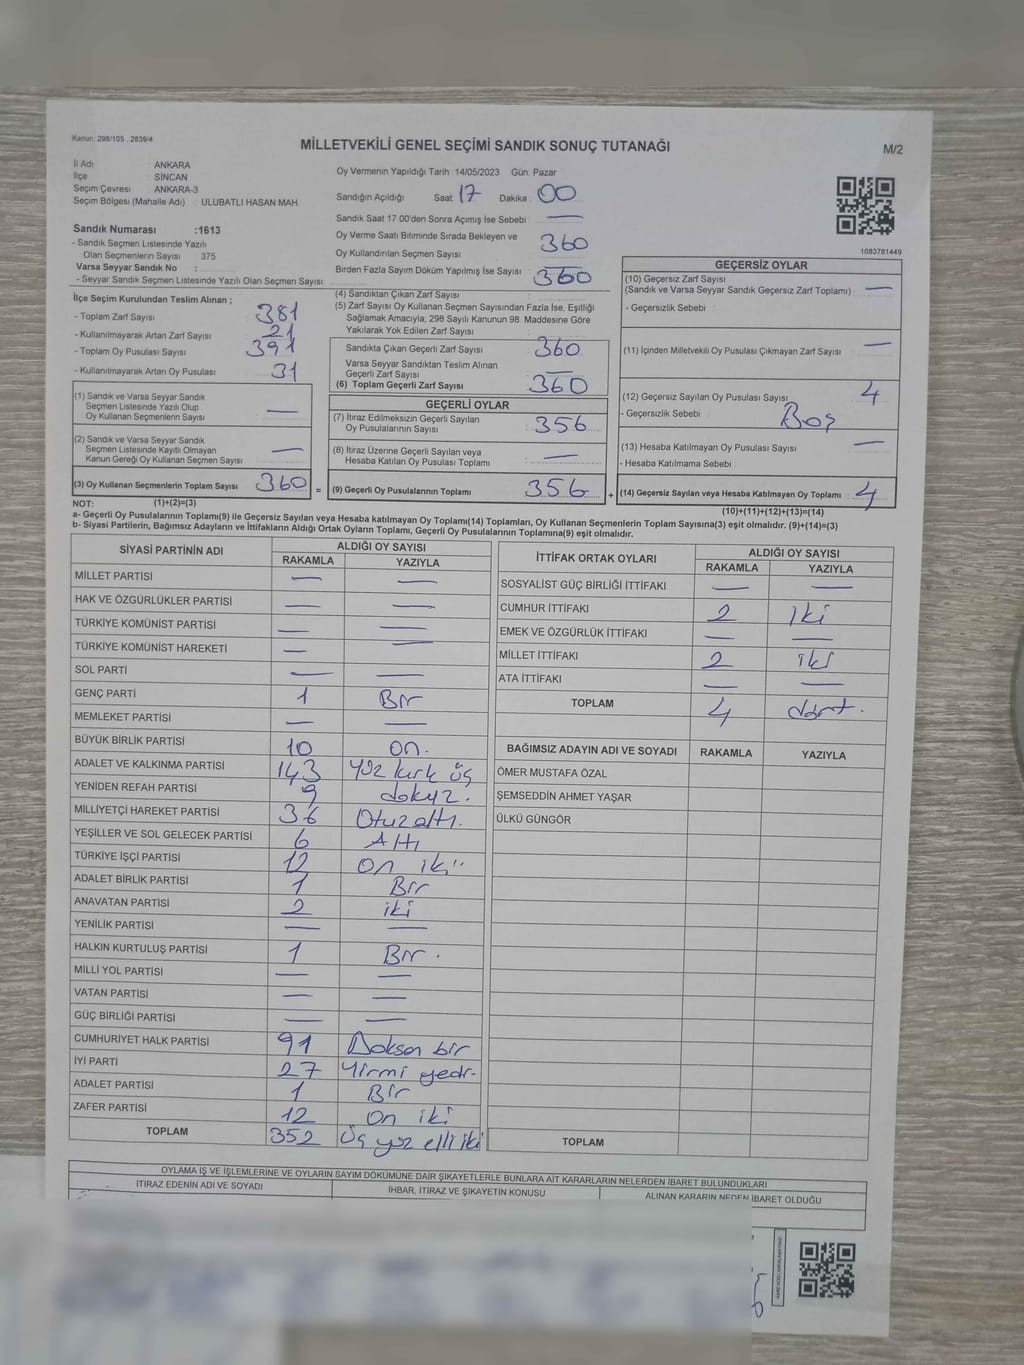 Kanun: 298/105 , 2839/4
MİLLETVEKİLİ GENEL SEÇİMİ SANDIK SONUÇ TUTANAĞI
M/2
İl Adı ANKARA
İlçe SİNCAN
Seçim Çevresi ANKARA-3
Seçim Bölgesi (Mahalle Adı) : ULUBATLI HASAN MAH
Sandık Numarası :1613
- Sandık Seçmen Listesinde Yazılı
Olan Seçmenlerin Sayısı 375
Varsa Seyyar Sandık No :
- Seyyar Sandık Seçmen Listesinde Yazılı Olan Seçmen Sayısı
Oy Vermenin Yapıldığı Tarih 14/05/2023 Gün. Pazar
Sandığın Açıldığı Saat 17 Dakika 00
Sandık Saat 17 00'den Sonra Açımış İse Sebebi —
Oy Verme Saati Bitiminde Sırada Bekleyen ve
Oy Kullandırılan Seçmen Sayısı 360
Birden Fazla Sayım Döküm Yapılmış İse Sayısı —
1083781449
İlçe Seçim Kurulundan Teslim Alınan ;
- Toplam Zarf Sayısı 381
- Kullanılmayarak Artan Zarf Sayısı 21
- Toplam Oy Pusulası Sayısı 391
- Kullanılmayarak Artan Oy Pusulası 31
(1) Sandık ve Varsa Seyyar Sandık
Seçmen Listesinde Yazılı Olup
Oy Kullanan Seçmenlerin Sayısı —
(2) Sandık ve Varsa Seyyar Sandık
Seçmen Listesinde Kayıtlı Olmayan
Kanun Gereği Oy Kullanan Seçmen Sayısı —
(3) Oy Kullanan Seçmenlerin Toplam Sayısı 360 =
(1)+(2)=(3)
(4) Sandıktan Çıkan Zarf Sayısı 360
(5) Zarf Sayısı Oy Kullanan Seçmen Sayısından Fazla İse, Eşitliği
Sağlamak Amacıyla, 298 Sayılı Kanunun 98. Maddesine Göre
Yakılarak Yok Edilen Zarf Sayısı
Sandıkta Çıkan Geçerli Zarf Sayısı 360
Varsa Seyyar Sandıktan Teslim Alınan
Geçerli Zarf Sayısı —
(6) Toplam Geçerli Zarf Sayısı 360
GEÇERLİ OYLAR
(7) İtiraz Edilmeksizin Geçerli Sayılan
Oy Pusulalarının Sayısı 356
(8) İtiraz Üzerine Geçerli Sayılan veya
Hesaba Katılan Oy Pusulası Toplamı —
(9) Geçerli Oy Pusulalarının Toplamı 356 +
GEÇERSİZ OYLAR
(10) Geçersiz Zarf Sayısı
(Sandık ve Varsa Seyyar Sandık Geçersiz Zarf Toplamı) —
- Geçersizlik Sebebi
(11) İçinden Milletvekili Oy Pusulası Çıkmayan Zarf Sayısı —
(12) Geçersiz Sayılan Oy Pusulası Sayısı 4
- Geçersizlik Sebebi Boş
(13) Hesaba Katılmayan Oy Pusulası Sayısı —
- Hesaba Katılmama Sebebi
(14) Geçersiz Sayılan veya Hesaba Katılmayan Oy Toplamı 4
(10)+(11)+(12)+(13)=(14)
NOT:
a- Geçerli Oy Pusulalarının Toplamı(9) ile Geçersiz Sayılan veya Hesaba katılmayan Oy Toplamı(14) Toplamları, Oy Kullanan Seçmenlerin Toplam Sayısına(3) eşit olmalıdır. (9)+(14)=(3)
b- Siyasi Partilerin, Bağımsız Adayların ve İttifakların Aldığı Ortak Oyların Toplamı, Geçerli Oy Pusulalarının Toplamına(9) eşit olmalıdır.
SİYASİ PARTİNİN ADI ALDIĞI OY SAYISI
RAKAMLA YAZIYLA
MİLLET PARTİSİ — —
HAK VE ÖZGÜRLÜKLER PARTİSİ — —
TÜRKİYE KOMÜNİST PARTİSİ — —
TÜRKİYE KOMÜNİST HAREKETİ — —
SOL PARTİ — —
GENÇ PARTİ 1 Bir
MEMLEKET PARTİSİ — —
BÜYÜK BİRLİK PARTİSİ 10 on.
ADALET VE KALKINMA PARTİSİ 143 Yüz kırk üç
YENİDEN REFAH PARTİSİ 9 dokuz.
MİLLİYETÇİ HAREKET PARTİSİ 36 Otuz altı.
YEŞİLLER VE SOL GELECEK PARTİSİ 6 Altı
TÜRKİYE İŞÇİ PARTİSİ 12 on iki
ADALET BİRLİK PARTİSİ 1 Bir
ANAVATAN PARTİSİ 2 iki
YENİLİK PARTİSİ — —
HALKIN KURTULUŞ PARTİSİ 1 Bir.
MİLLİ YOL PARTİSİ — —
VATAN PARTİSİ — —
GÜÇ BİRLİĞİ PARTİSİ — —
CUMHURİYET HALK PARTİSİ 91 Doksan bir
İYİ PARTİ 27 Yirmi yedi.
ADALET PARTİSİ 1 Bir
ZAFER PARTİSİ 12 On iki
TOPLAM 352 Üç yüz elli iki
İTTİFAK ORTAK OYLARI ALDIĞI OY SAYISI
RAKAMLA YAZIYLA
SOSYALİST GÜÇ BİRLİĞİ İTTİFAKI — —
CUMHUR İTTİFAKI 2 iki
EMEK VE ÖZGÜRLÜK İTTİFAKI — —
MİLLET İTTİFAKI 2 iki
ATA İTTİFAKI — —
TOPLAM 4 dört.
BAĞIMSIZ ADAYIN ADI VE SOYADI RAKAMLA YAZIYLA
ÖMER MUSTAFA ÖZAL
ŞEMSEDDİN AHMET YAŞAR
ÜLKÜ GÜNGÖR
TOPLAM
OYLAMA İŞ VE İŞLEMLERİNE VE OYLARIN SAYIM DÖKÜMÜNE DAİR ŞİKAYETLERLE BUNLARA AİT KARARLARIN NELERDEN İBARET BULUNDUKLARI
İTİRAZ EDENİN ADI VE SOYADI İHBAR, İTİRAZ VE ŞİKAYETİN KONUSU ALINAN KARARIN NEDEN İBARET OLDUĞU